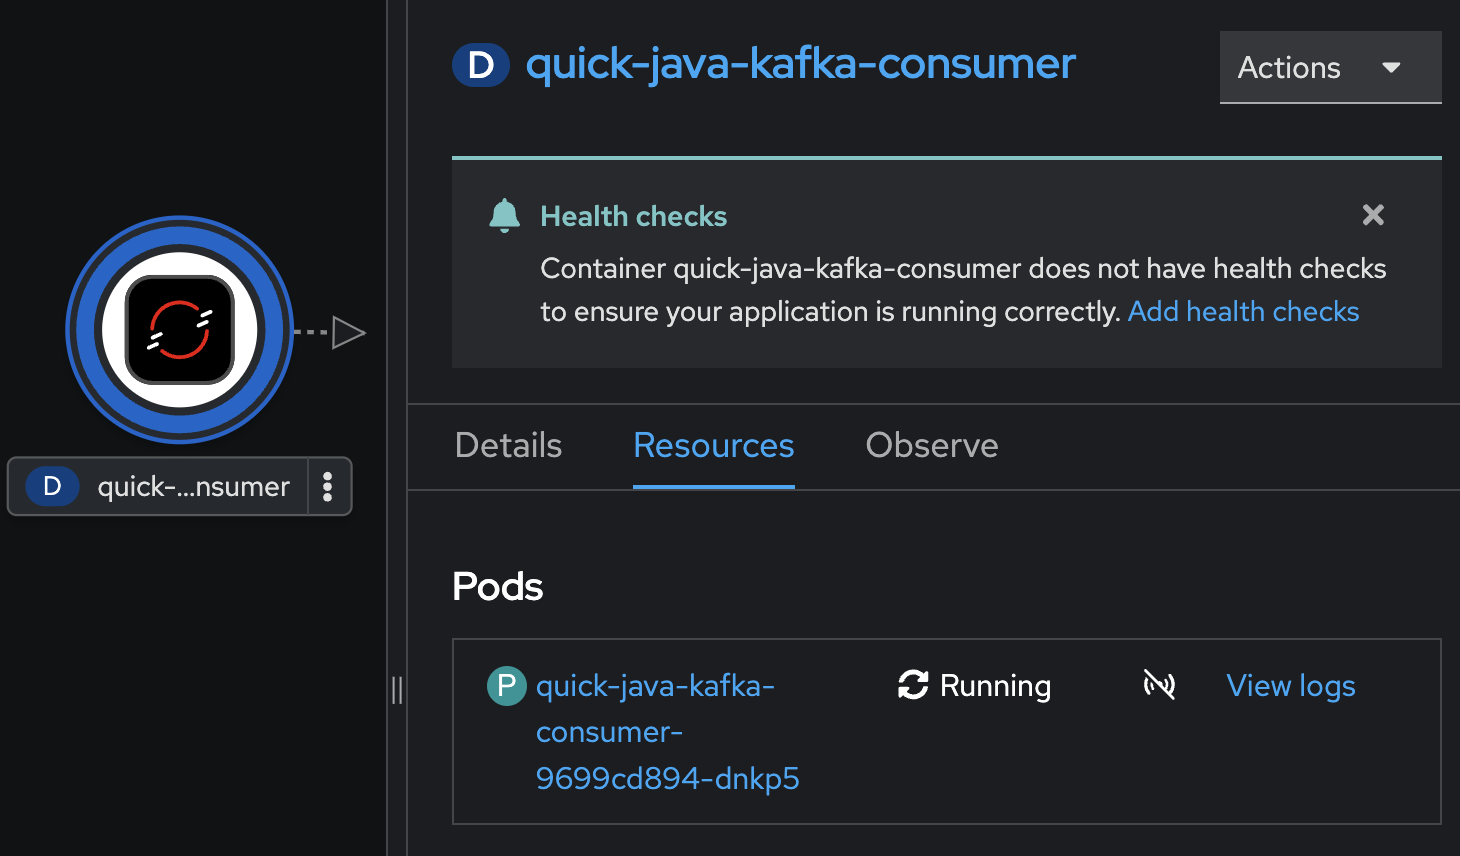 D quick-java-kafka-consumer
Actions
Health checks
Container quick-java-kafka-consumer does not have health checks
to ensure your application is running correctly. Add health checks
D quick-...nsumer
Details Resources Observe
Pods
P quick-java-kafka- Running View logs
consumer-
9699cd894-dnkp5